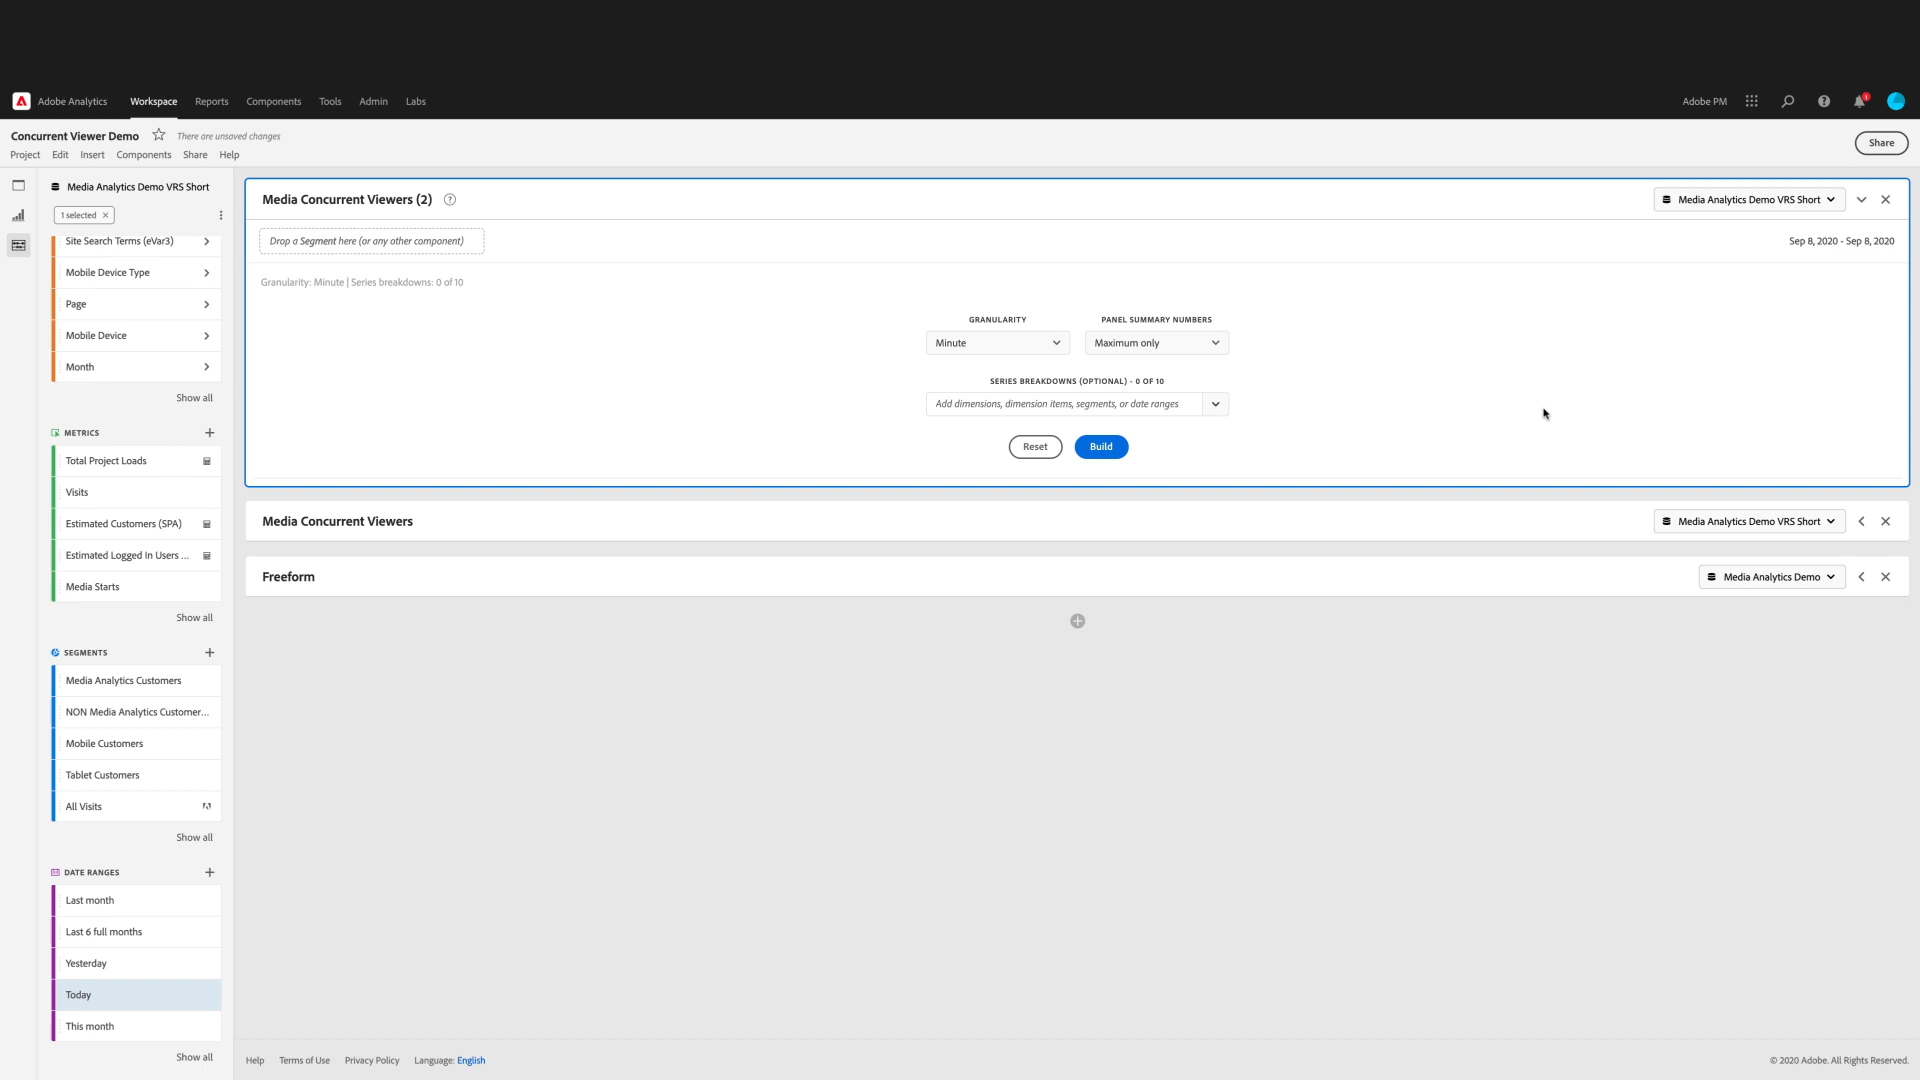 Adobe Analytics Workspace Reports Components Tools Admin Labs Adobe PM 1
Concurrent Viewer Demo There are unsaved changes
Project Edit Insert Components Share Help
Share
Media Analytics Demo VRS Short
1 selected
Site Search Terms (eVar3)
Mobile Device Type
Page
Mobile Device
Month
Show all
METRICS
Total Project Loads
Visits
Estimated Customers (SPA)
Estimated Logged In Users ...
Media Starts
Show all
SEGMENTS
Media Analytics Customers
NON Media Analytics Customer...
Mobile Customers
Tablet Customers
All Visits
Show all
DATE RANGES
Last month
Last 6 full months
Yesterday
Today
This month
Show all
Media Concurrent Viewers (2) ? Media Analytics Demo VRS Short
Drop a Segment here (or any other component) Sep 8, 2020 - Sep 8, 2020
Granularity: Minute | Series breakdowns: 0 of 10
GRANULARITY PANEL SUMMARY NUMBERS
Minute Maximum only
SERIES BREAKDOWNS (OPTIONAL) - 0 OF 10
Add dimensions, dimension items, segments, or date ranges
Reset Build
Media Concurrent Viewers Media Analytics Demo VRS Short
Freeform Media Analytics Demo
Help Terms of Use Privacy Policy Language: English © 2020 Adobe. All Rights Reserved.